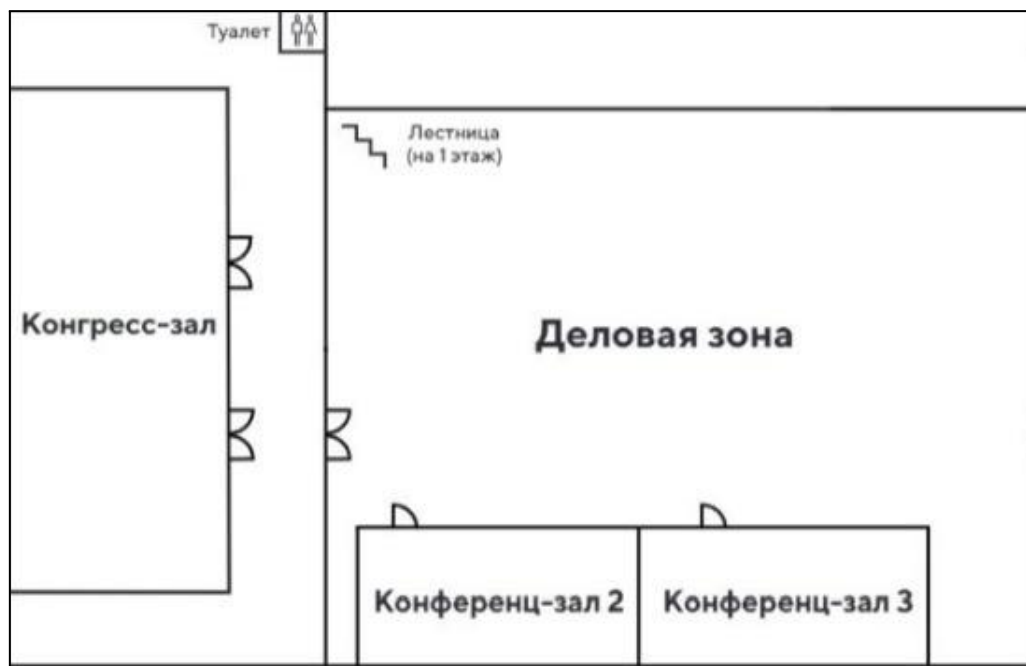 Туалет
Лестница
(на 1 этаж)
Конгресс-зал
Деловая зона
Конференц-зал 2
Конференц-зал 3